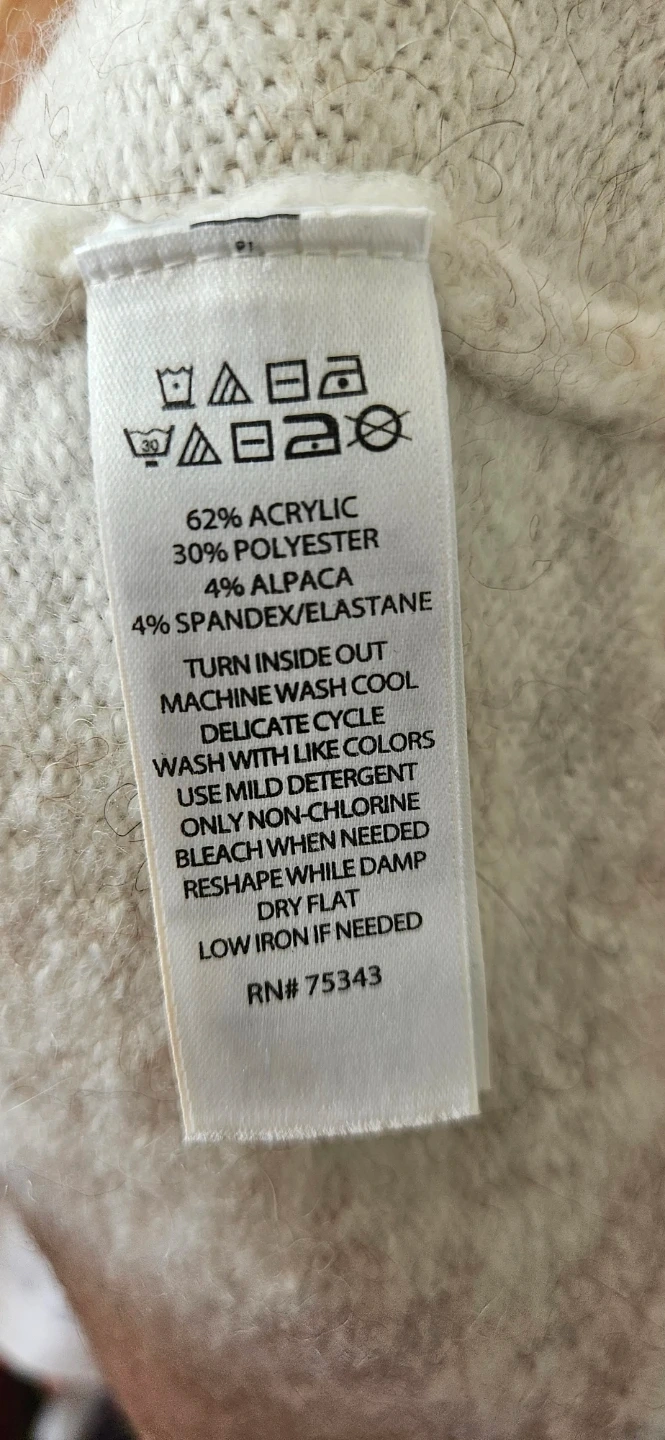 30
62% ACRYLIC
30% POLYESTER
4% ALPACA
4% SPANDEX/ELASTANE
TURN INSIDE OUT
MACHINE WASH COOL
DELICATE CYCLE
WASH WITH LIKE COLORS
USE MILD DETERGENT
ONLY NON-CHLORINE
BLEACH WHEN NEEDED
RESHAPE WHILE DAMP
DRY FLAT
LOW IRON IF NEEDED
RN# 75343